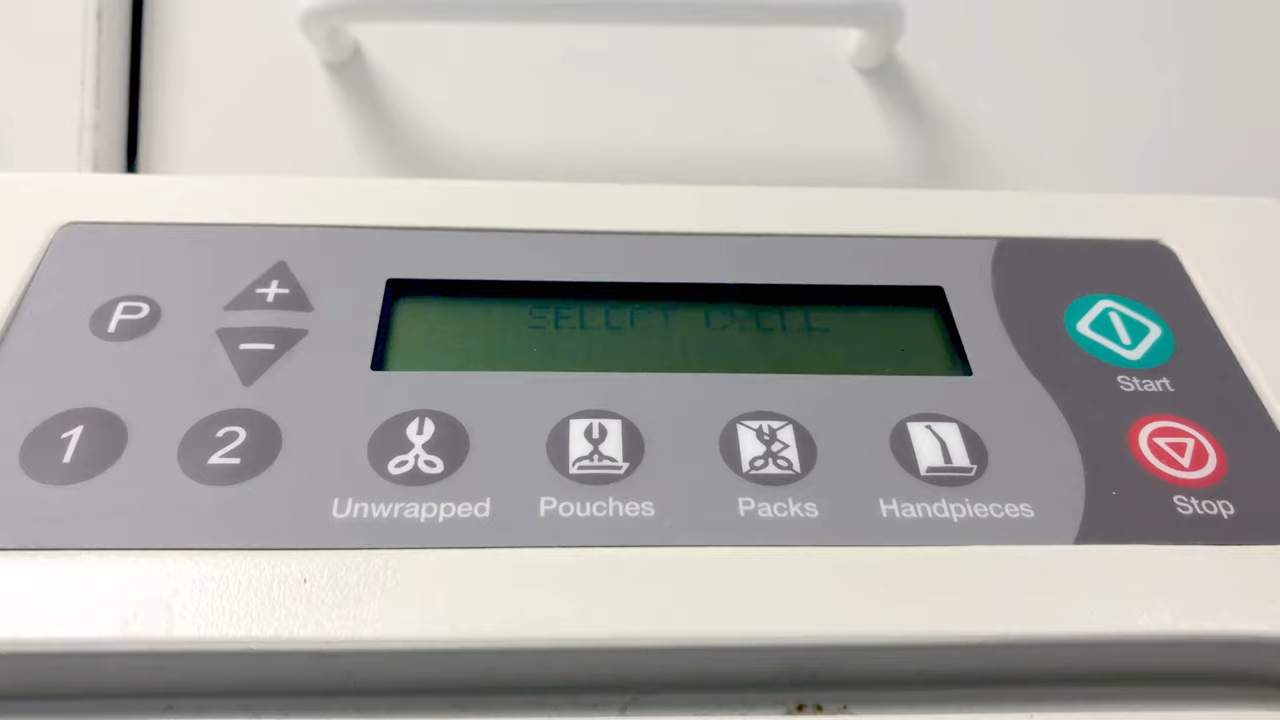 SELECT CYCLE
P
+
-
1
2
Unwrapped
Pouches
Packs
Handpieces
Start
Stop